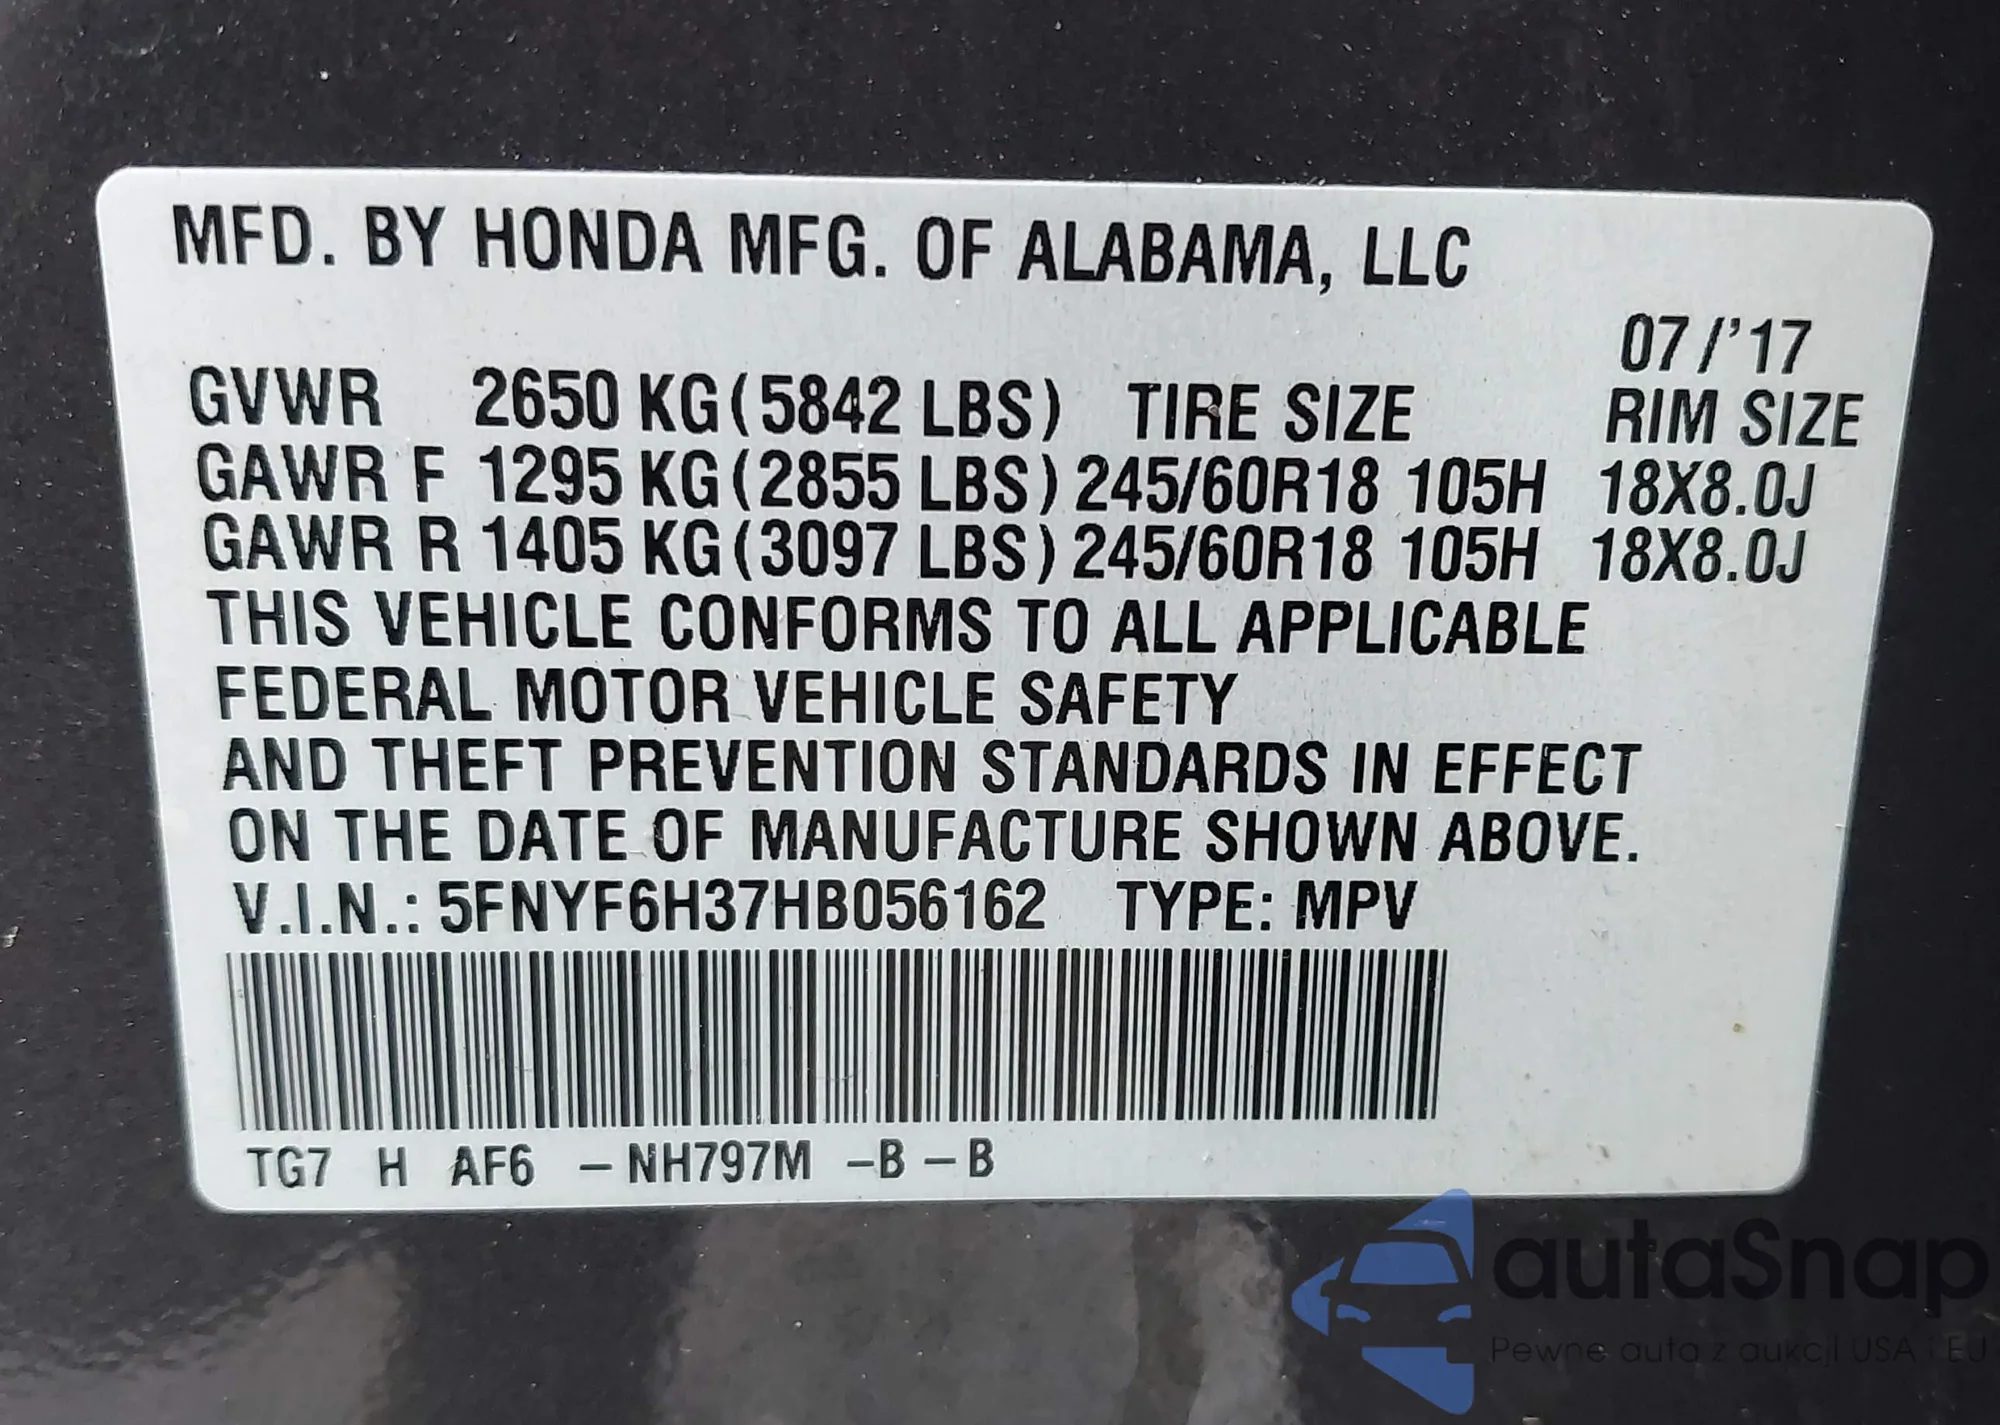 MFD. BY HONDA MFG. OF ALABAMA, LLC
07/'17
GVWR 2650 KG (5842 LBS) TIRE SIZE RIM SIZE
GAWR F 1295 KG (2855 LBS) 245/60R18 105H 18X8.0J
GAWR R 1405 KG (3097 LBS) 245/60R18 105H 18X8.0J
THIS VEHICLE CONFORMS TO ALL APPLICABLE
FEDERAL MOTOR VEHICLE SAFETY
AND THEFT PREVENTION STANDARDS IN EFFECT
ON THE DATE OF MANUFACTURE SHOWN ABOVE.
V.I.N.: 5FNYF6H37HB056162 TYPE: MPV
TG7 H AF6 -NH797M -B-B
autaSnap
Pewne auta z aukcji USA i EU